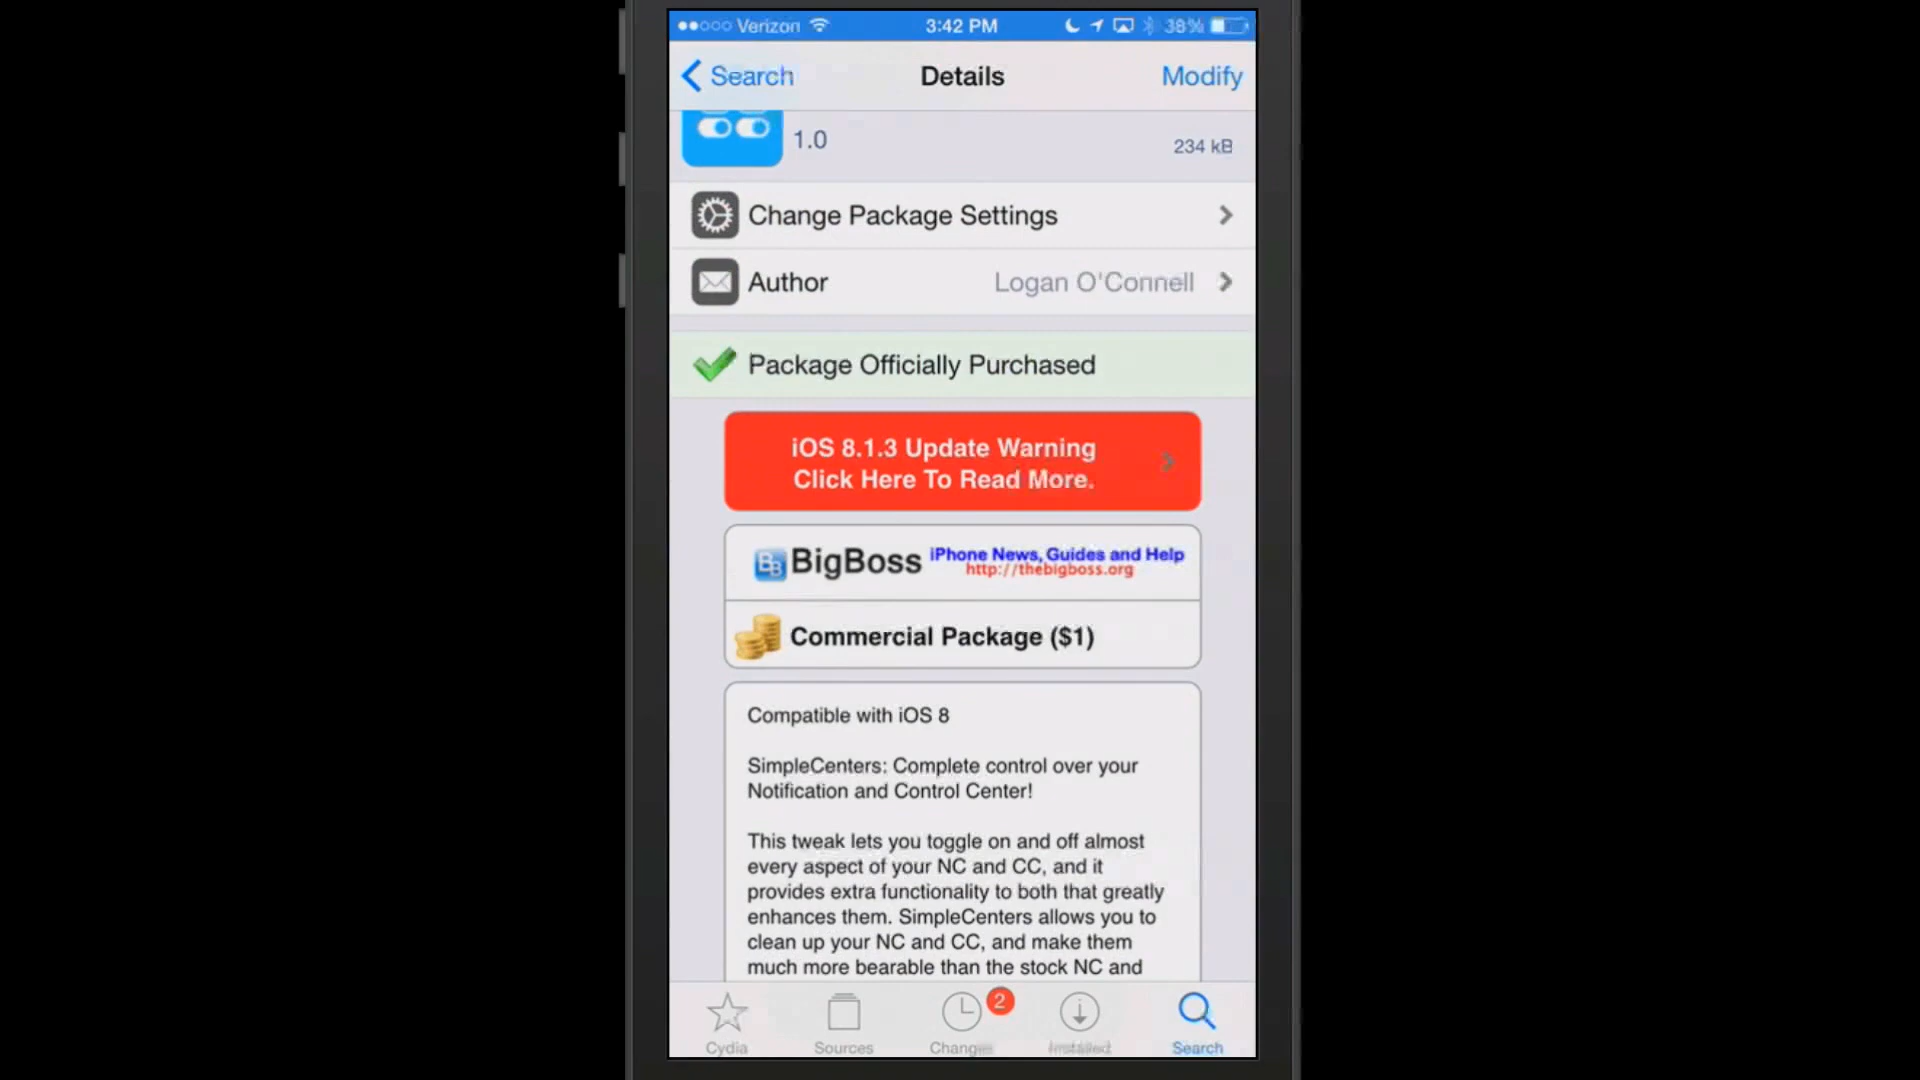 Verizon 3:42 PM 38%
Search Details Modify
1.0 234 kB
Change Package Settings
Author Logan O'Connell
Package Officially Purchased
iOS 8.1.3 Update Warning
Click Here To Read More.
BB BigBoss iPhone News, Guides and Help
http://thebigboss.org
Commercial Package ($1)
Compatible with iOS 8
SimpleCenters: Complete control over your
Notification and Control Center!
This tweak lets you toggle on and off almost
every aspect of your NC and CC, and it
provides extra functionality to both that greatly
enhances them. SimpleCenters allows you to
clean up your NC and CC, and make them
much more bearable than the stock NC and
2
Cydia Sources Changes Installed Search